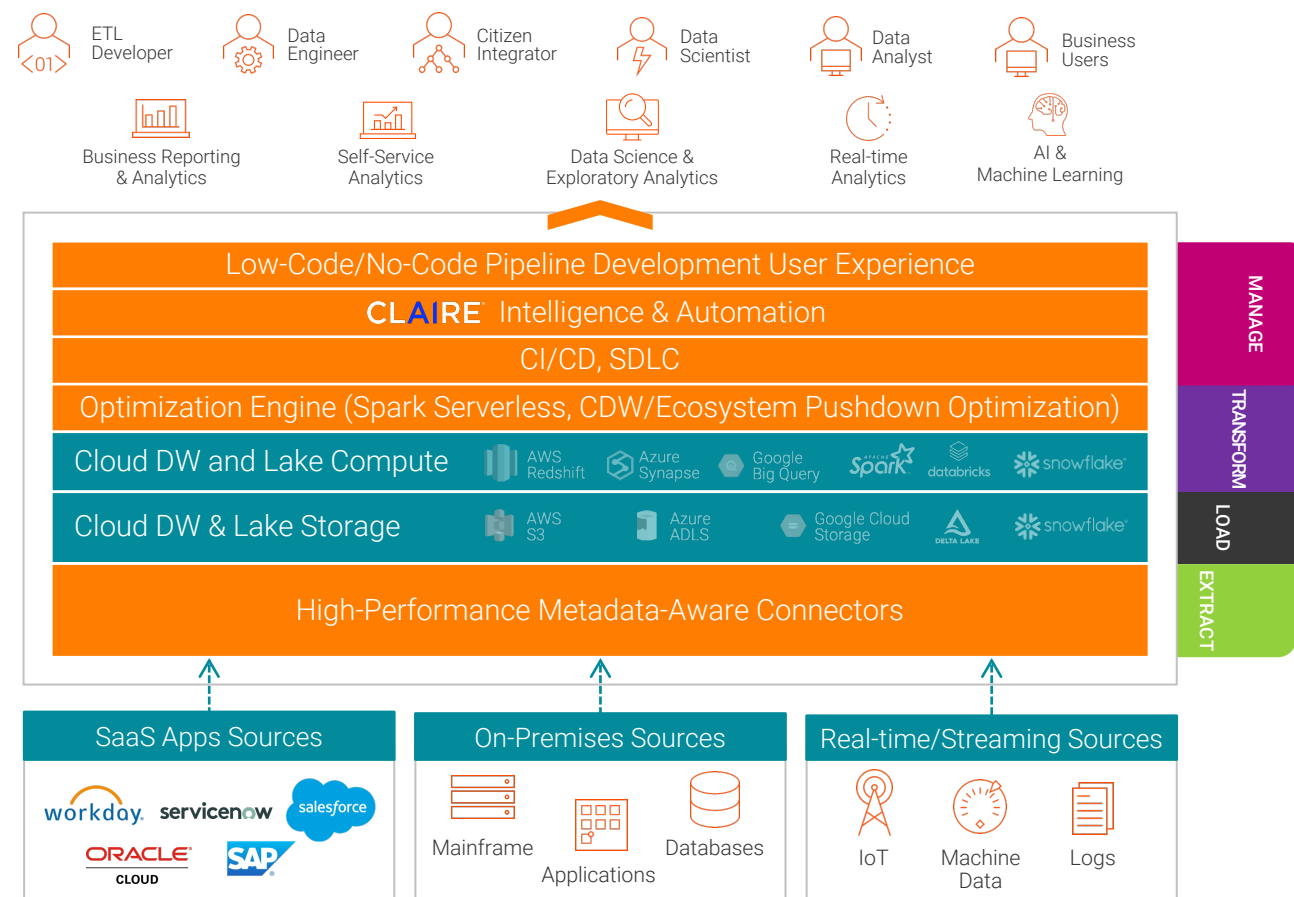 ETL
Developer
<01>
Data
Engineer
Citizen
Integrator
Data
Scientist
Data
Analyst
Business
Users
Business Reporting
& Analytics
Self-Service
Analytics
Data Science &
Exploratory Analytics
Real-time
Analytics
AI &
Machine Learning
Low-Code/No-Code Pipeline Development User Experience
CLAIRE Intelligence & Automation
CI/CD, SDLC
Optimization Engine (Spark Serverless, CDW/Ecosystem Pushdown Optimization)
Cloud DW and Lake Compute
AWS
Redshift
Azure
Synapse
Google
Big Query
APACHE
Spark
databricks
snowflake
Cloud DW & Lake Storage
AWS
S3
Azure
ADLS
Google Cloud
Storage
DELTA LAKE
snowflake
High-Performance Metadata-Aware Connectors
MANAGE
TRANSFORM
LOAD
EXTRACT
SaaS Apps Sources
workday.
servicenow
salesforce
ORACLE
CLOUD
SAP
On-Premises Sources
Mainframe
Applications
Databases
Real-time/Streaming Sources
IoT
Machine
Data
Logs